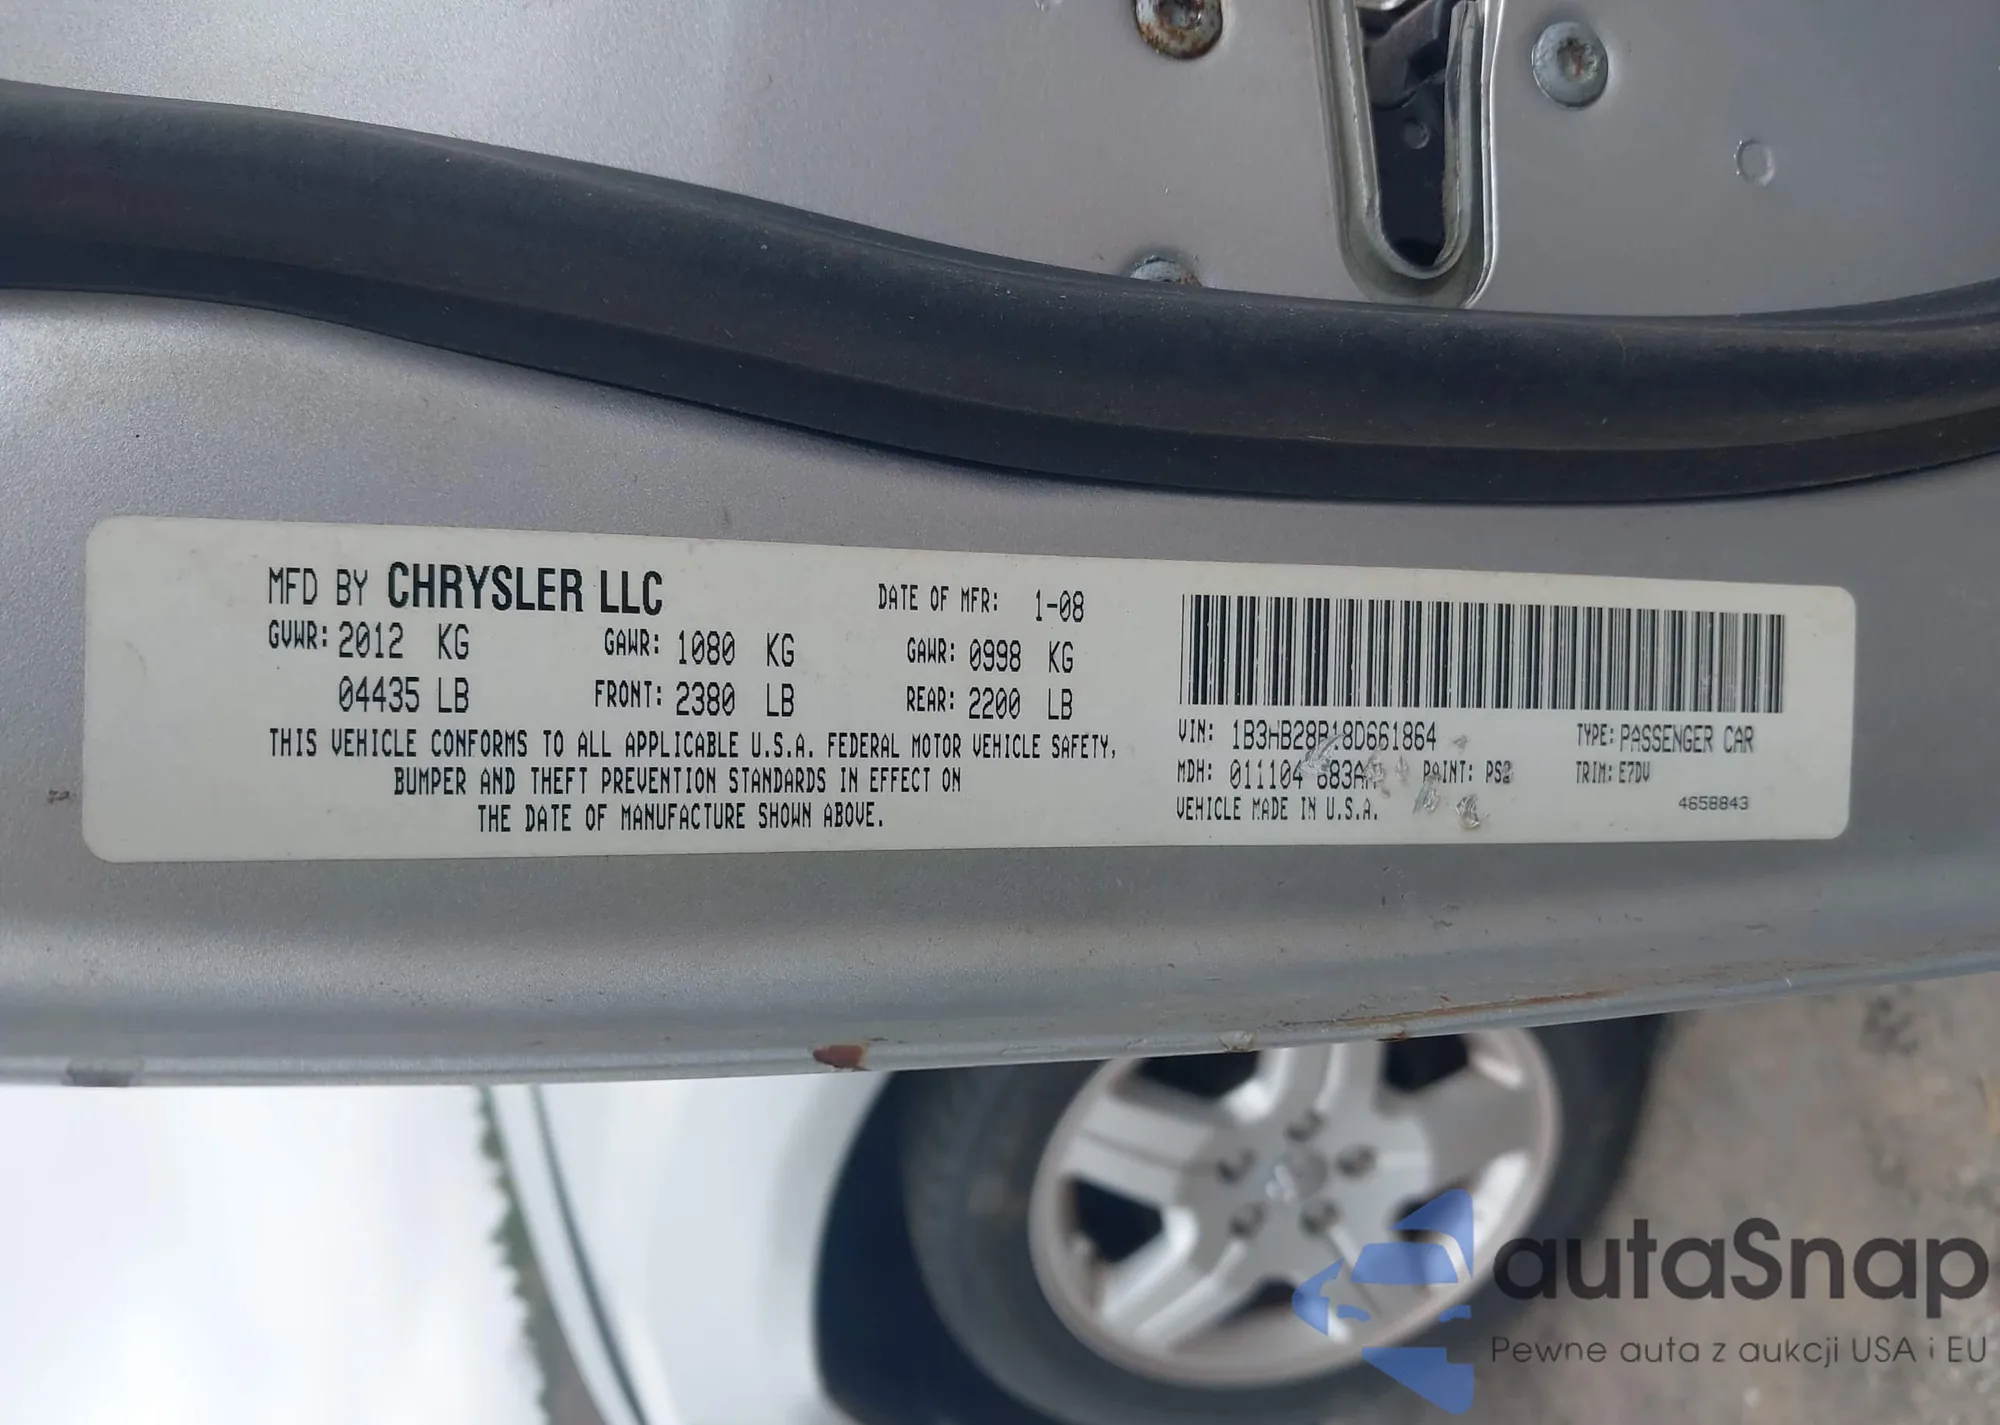 MFD BY CHRYSLER LLC DATE OF MFR: 1-08
GVWR: 2012 KG GAWR: 1080 KG GAWR: 0998 KG
04435 LB FRONT: 2380 LB REAR: 2200 LB
THIS VEHICLE CONFORMS TO ALL APPLICABLE U.S.A. FEDERAL MOTOR VEHICLE SAFETY,
BUMPER AND THEFT PREVENTION STANDARDS IN EFFECT ON
THE DATE OF MANUFACTURE SHOWN ABOVE.
VIN: 1B3HB28B18D661864 TYPE: PASSENGER CAR
MDH: 011104 PAINT: PS2 TRIM: E7DV
VEHICLE MADE IN U.S.A. 4658843
autaSnap
Pewne auta z aukcji USA i EU